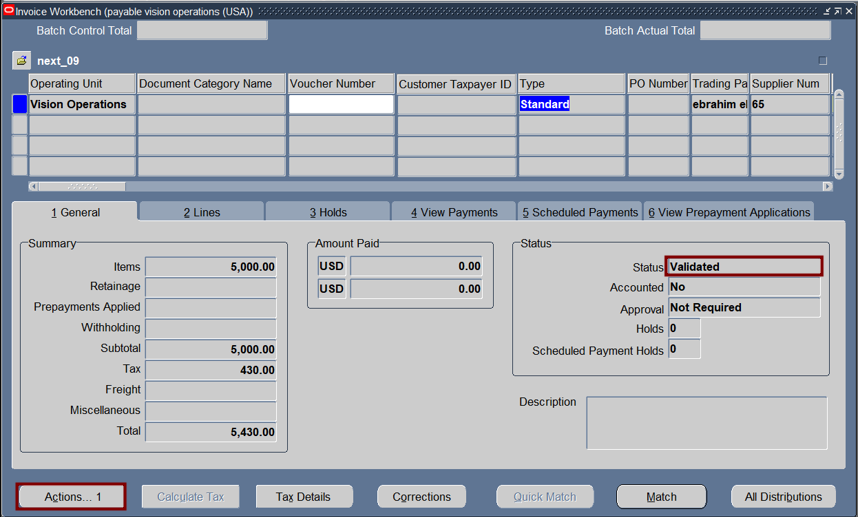 Invoice Workbench (payable vision operations (USA))
Batch Control Total Batch Actual Total
next_09
Operating Unit Document Category Name Voucher Number Customer Taxpayer ID Type PO Number Trading Pa Supplier Num
Vision Operations Standard ebrahim el 65
1 General 2 Lines 3 Holds 4 View Payments 5 Scheduled Payments 6 View Prepayment Applications
Summary Amount Paid Status
Items 5,000.00 USD 0.00 Status Validated
Retainage USD 0.00 Accounted No
Prepayments Applied Approval Not Required
Withholding Holds 0
Subtotal 5,000.00 Scheduled Payment Holds 0
Tax 430.00
Freight
Miscellaneous Description
Total 5,430.00
Actions... 1 Calculate Tax Tax Details Corrections Quick Match Match All Distributions